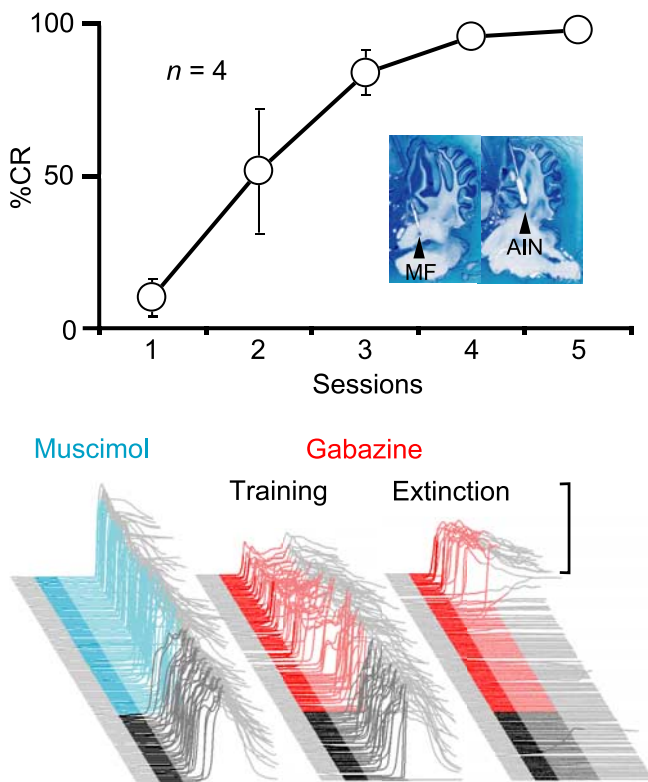 100
n = 4
%CR
50
MF
AIN
0
1 2 3 4 5
Sessions
Muscimol Gabazine
Training Extinction